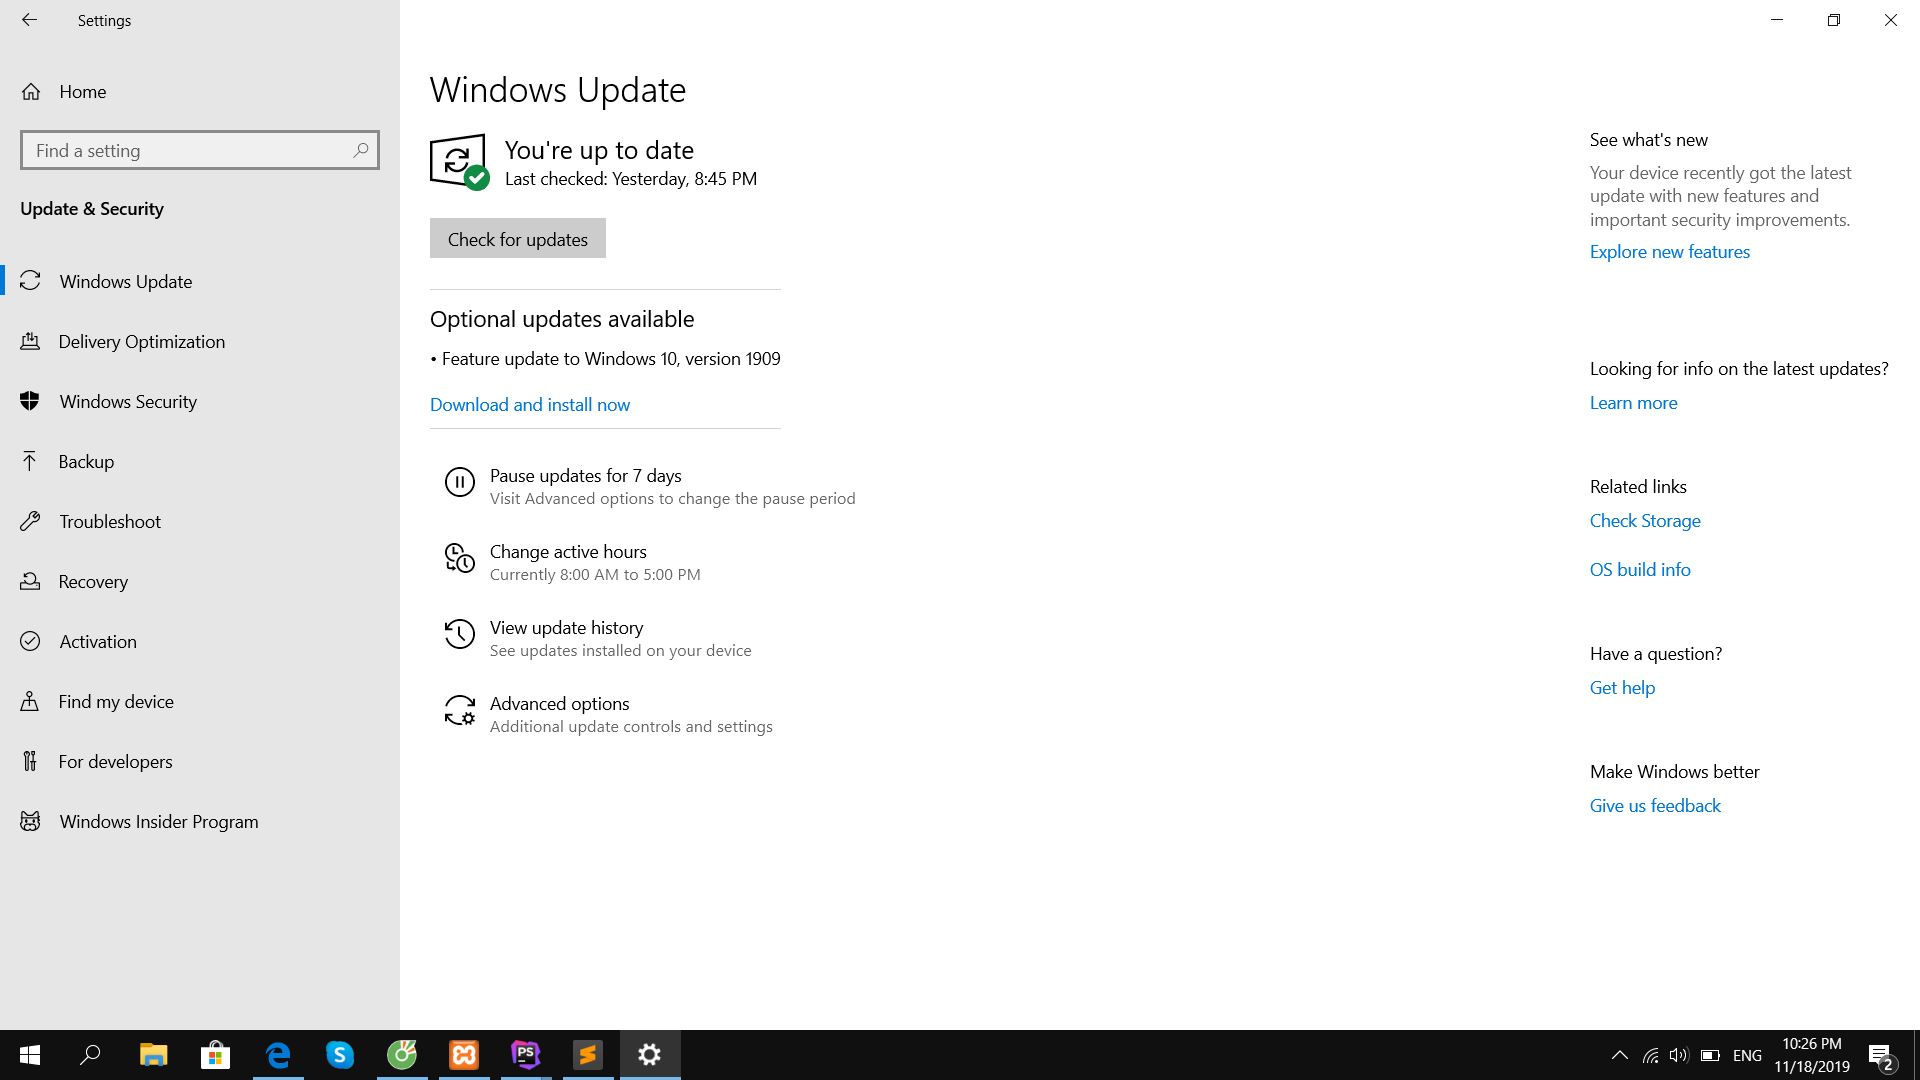 Settings
Home
Find a setting
Update & Security
Windows Update
Delivery Optimization
Windows Security
Backup
Troubleshoot
Recovery
Activation
Find my device
For developers
Windows Insider Program
Windows Update
You're up to date
Last checked: Yesterday, 8:45 PM
Check for updates
Optional updates available
• Feature update to Windows 10, version 1909
Download and install now
Pause updates for 7 days
Visit Advanced options to change the pause period
Change active hours
Currently 8:00 AM to 5:00 PM
View update history
See updates installed on your device
Advanced options
Additional update controls and settings
See what's new
Your device recently got the latest
update with new features and
important security improvements.
Explore new features
Looking for info on the latest updates?
Learn more
Related links
Check Storage
OS build info
Have a question?
Get help
Make Windows better
Give us feedback
PS
ENG
10:26 PM
11/18/2019
2